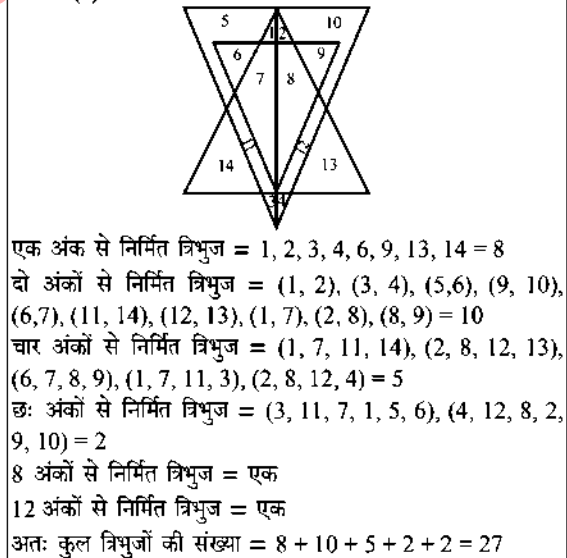 5 10
1 2
6 9
7 8
11 12
14 13
3 4
एक अंक से निर्मित त्रिभुज = 1, 2, 3, 4, 6, 9, 13, 14 = 8
दो अंकों से निर्मित त्रिभुज = (1, 2), (3, 4), (5,6), (9, 10),
(6,7), (11, 14), (12, 13), (1, 7), (2, 8), (8, 9) = 10
चार अंकों से निर्मित त्रिभुज = (1, 7, 11, 14), (2, 8, 12, 13),
(6, 7, 8, 9), (1, 7, 11, 3), (2, 8, 12, 4) = 5
छः अंकों से निर्मित त्रिभुज = (3, 11, 7, 1, 5, 6), (4, 12, 8, 2,
9, 10) = 2
8 अंकों से निर्मित त्रिभुज = एक
12 अंकों से निर्मित त्रिभुज = एक
अतः कुल त्रिभुजों की संख्या = 8 + 10 + 5 + 2 + 2 = 27